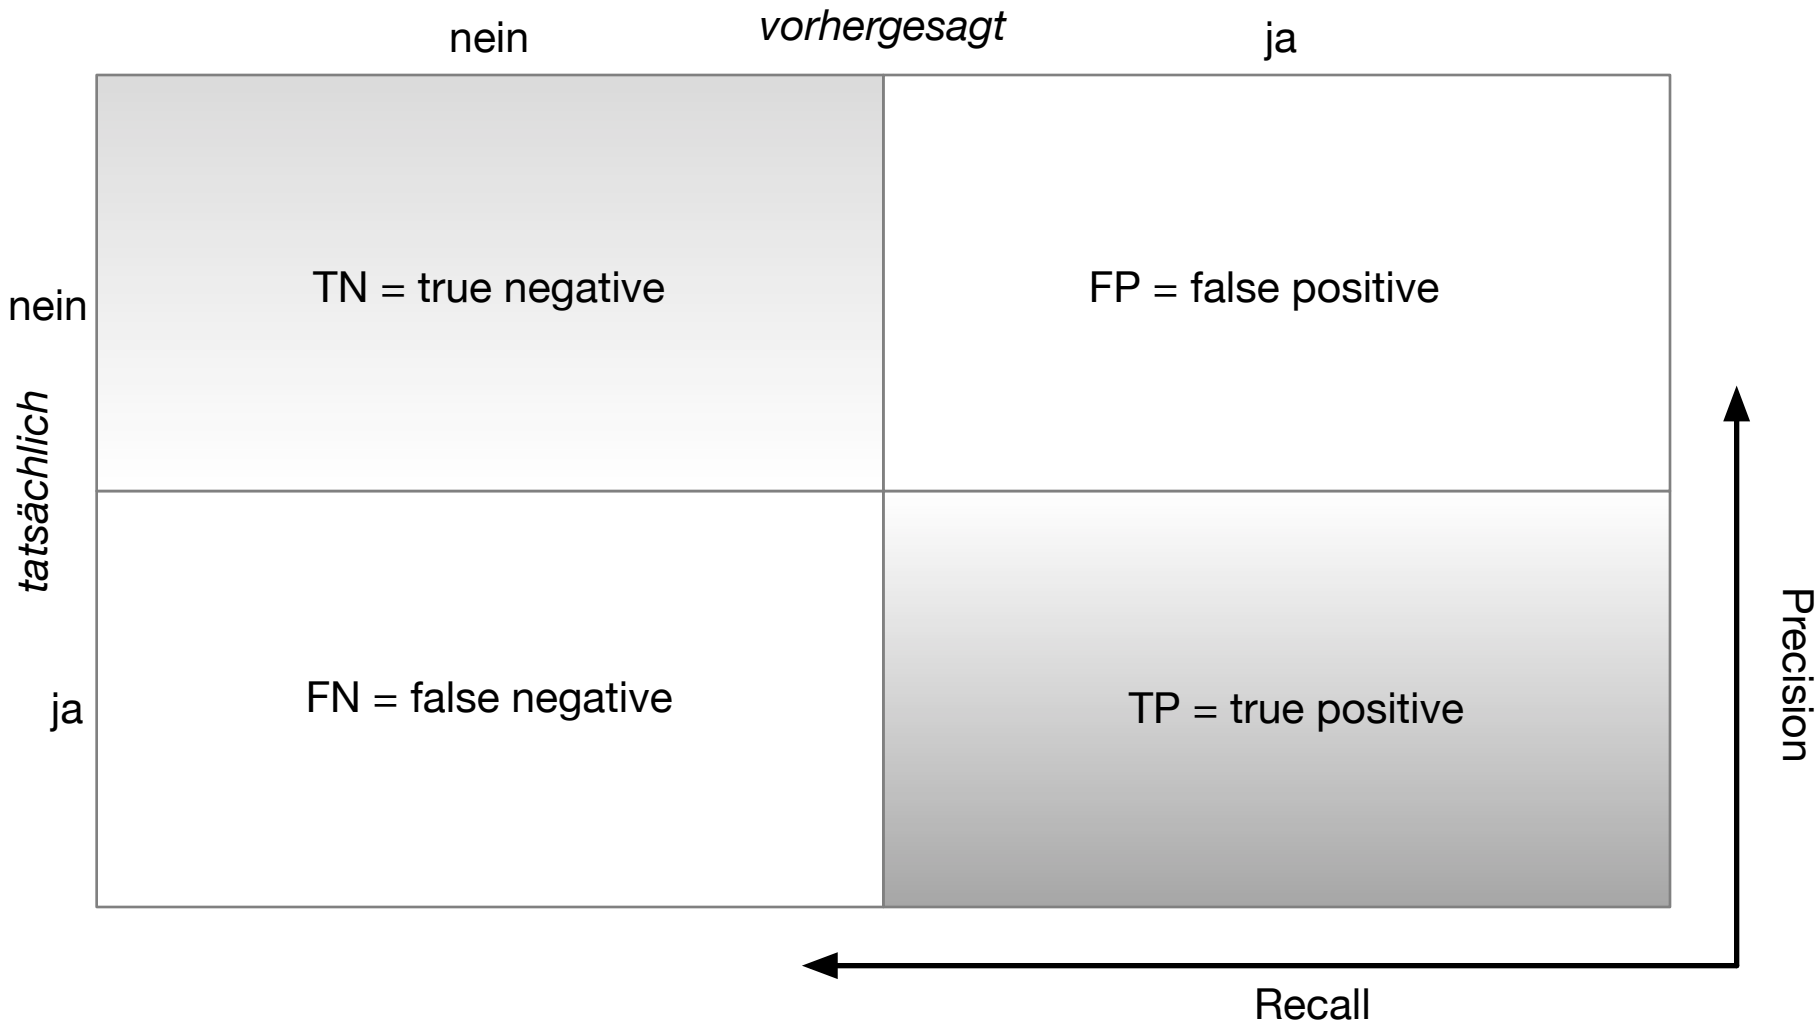 nein
vorhergesagt
ja
nein
TN = true negative
FP = false positive
tatsächlich
ja
FN = false negative
TP = true positive
Precision
Recall